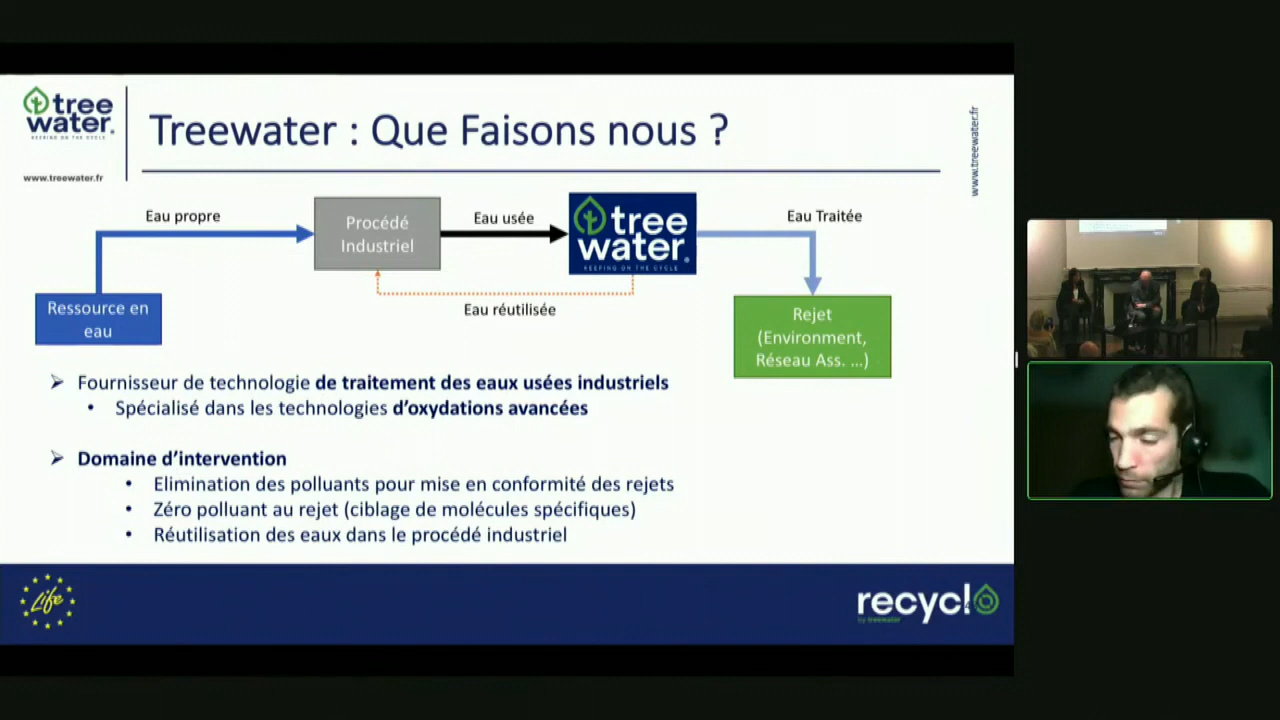 tree
water
KEEPING ON THE CYCLE
www.treewater.fr
Treewater : Que Faisons nous ?
www.treewater.fr
Eau propre
Procédé
Industriel
Eau usée
tree
water
KEEPING ON THE CYCLE
Eau Traitée
Eau réutilisée
Ressource en
eau
Rejet
(Environment,
Réseau Ass. ...)
➢ Fournisseur de technologie de traitement des eaux usées industriels
• Spécialisé dans les technologies d'oxydations avancées
➢ Domaine d'intervention
• Elimination des polluants pour mise en conformité des rejets
• Zéro polluant au rejet (ciblage de molécules spécifiques)
• Réutilisation des eaux dans le procédé industriel
Life
recyclo
by treewater